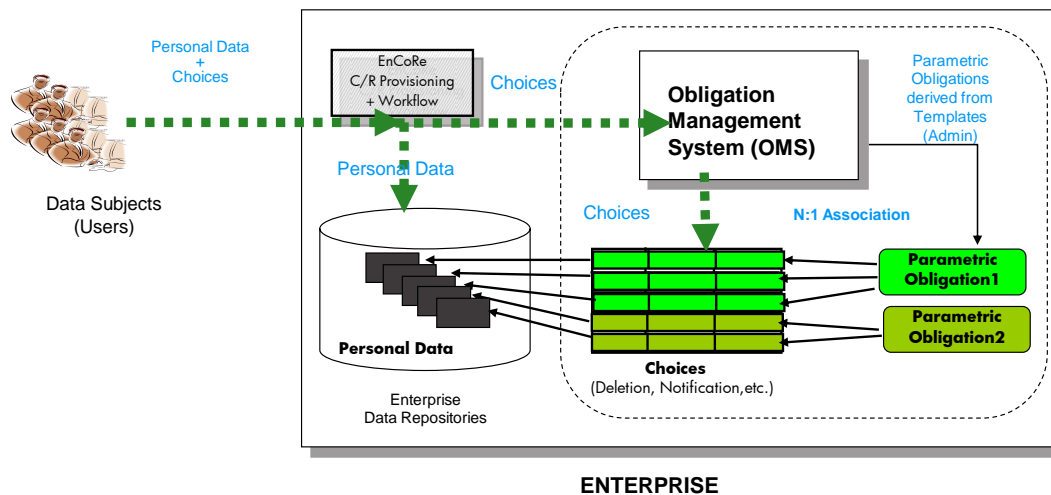 Personal Data
+
Choices
Data Subjects
(Users)
EnCoRe
C/R Provisioning
+ Workflow
Choices
Personal Data
Obligation
Management
System (OMS)
Parametric
Obligations
derived from
Templates
(Admin)
Choices
N:1 Association
Parametric
Obligation1
Parametric
Obligation2
Personal Data
Choices
(Deletion, Notification,etc.)
Enterprise
Data Repositories
ENTERPRISE